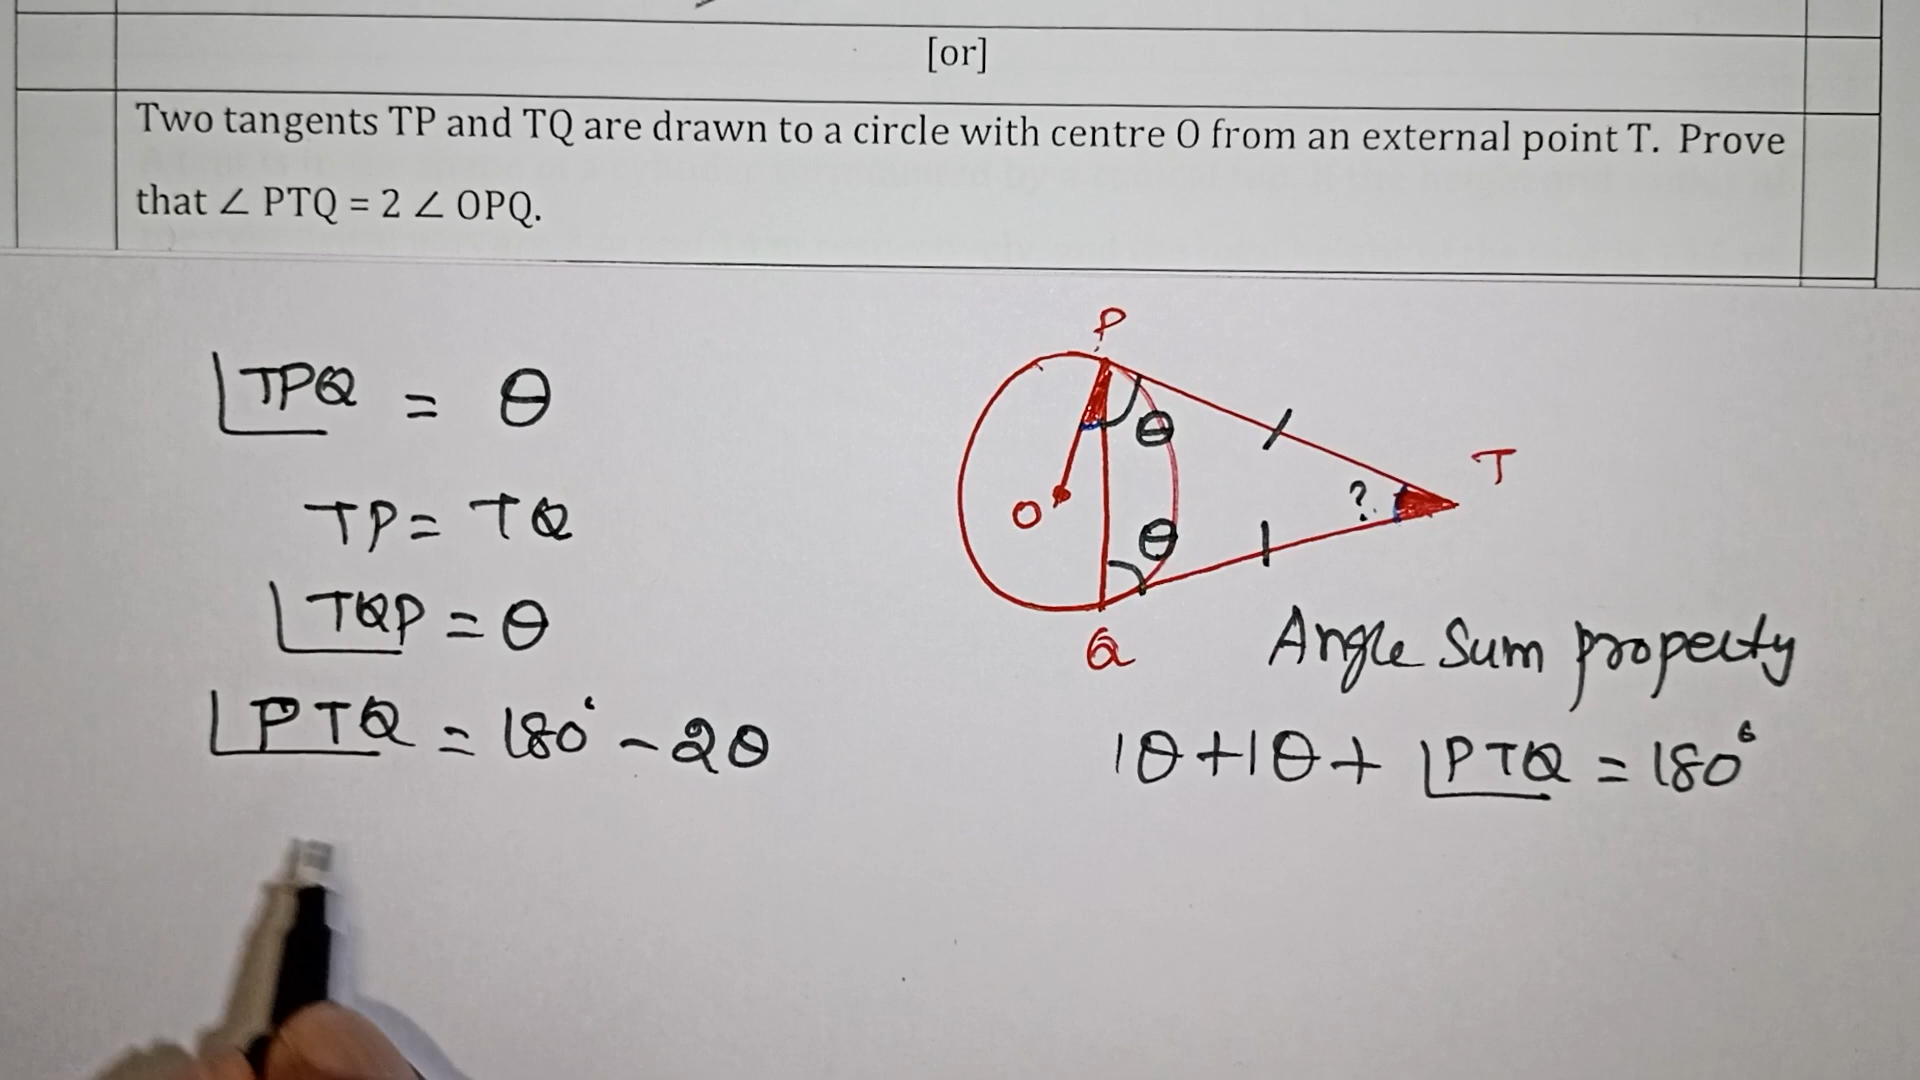 [or]
Two tangents TP and TQ are drawn to a circle with centre O from an external point T. Prove
that ∠ PTQ = 2 ∠ OPQ.
∠TPQ = θ
TP = TQ
∠TQP = θ
∠PTQ = 180° - 2θ
P
θ
T
?
O
θ
Q
Angle Sum property
1θ + 1θ + ∠PTQ = 180°